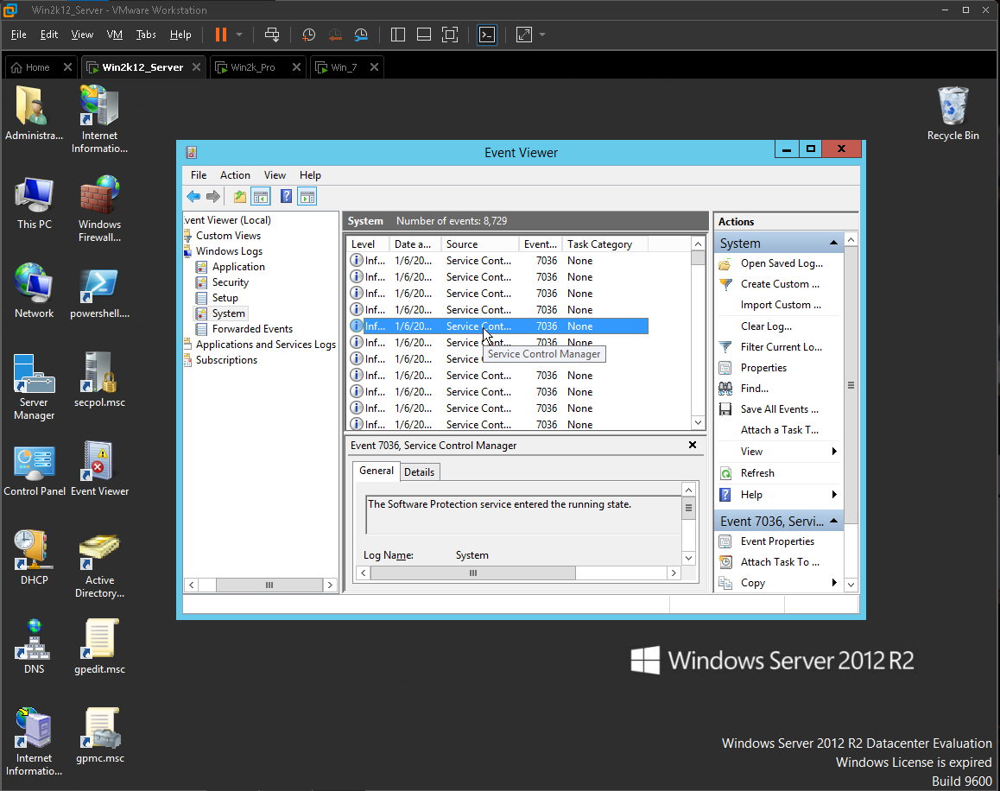 Win2k12_Server - VMware Workstation
File Edit View VM Tabs Help
Home Win2k12_Server Win2k_Pro Win_7
Administra...
Internet
Informatio...
Recycle Bin
This PC
Windows
Firewall...
Network
powershell....
Server
Manager
secpol.msc
Control Panel
Event Viewer
DHCP
Active
Directory...
DNS
gpedit.msc
Internet
Informatio...
gpmc.msc
Event Viewer
File Action View Help
vent Viewer (Local)
Custom Views
Windows Logs
Application
Security
Setup
System
Forwarded Events
Applications and Services Logs
Subscriptions
System Number of events: 8,729
Level Date a... Source Event... Task Category
Inf... 1/6/20... Service Cont... 7036 None
Inf... 1/6/20... Service Cont... 7036 None
Inf... 1/6/20... Service Cont... 7036 None
Inf... 1/6/20... Service Cont... 7036 None
Inf... 1/6/20... Service Cont... 7036 None
Inf... 1/6/20... Service Cont... 7036 None
Inf... 1/6/20... Service
Service Control Manager
Inf... 1/6/20... Service Cont... 7036 None
Inf... 1/6/20... Service Cont... 7036 None
Inf... 1/6/20... Service Cont... 7036 None
Inf... 1/6/20... Service Cont... 7036 None
Event 7036, Service Control Manager
General Details
The Software Protection service entered the running state.
Log Name: System
Actions
System
Open Saved Log...
Create Custom ...
Import Custom ...
Clear Log...
Filter Current Lo...
Properties
Find...
Save All Events ...
Attach a Task T...
View
Refresh
Help
Event 7036, Servi...
Event Properties
Attach Task To ...
Copy
Windows Server 2012 R2
Windows Server 2012 R2 Datacenter Evaluation
Windows License is expired
Build 9600